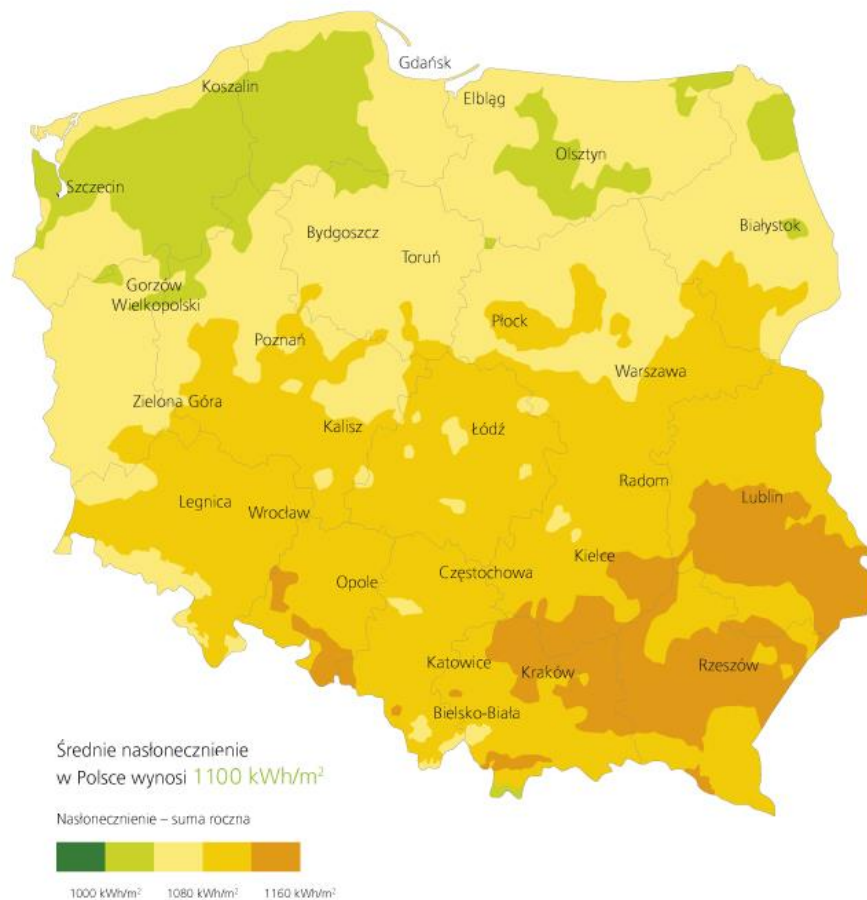 Gdańsk
Koszalin
Elbląg
Olsztyn
Szczecin
Białystok
Bydgoszcz
Toruń
Gorzów
Wielkopolski
Płock
Poznań
Warszawa
Zielona Góra
Kalisz
Łódź
Radom
Legnica
Lublin
Wrocław
Kielce
Opole
Częstochowa
Katowice
Kraków
Rzeszów
Bielsko-Biała
Średnie nasłonecznienie
w Polsce wynosi 1100 kWh/m²
Nasłonecznienie – suma roczna
1000 kWh/m² 1080 kWh/m² 1160 kWh/m²